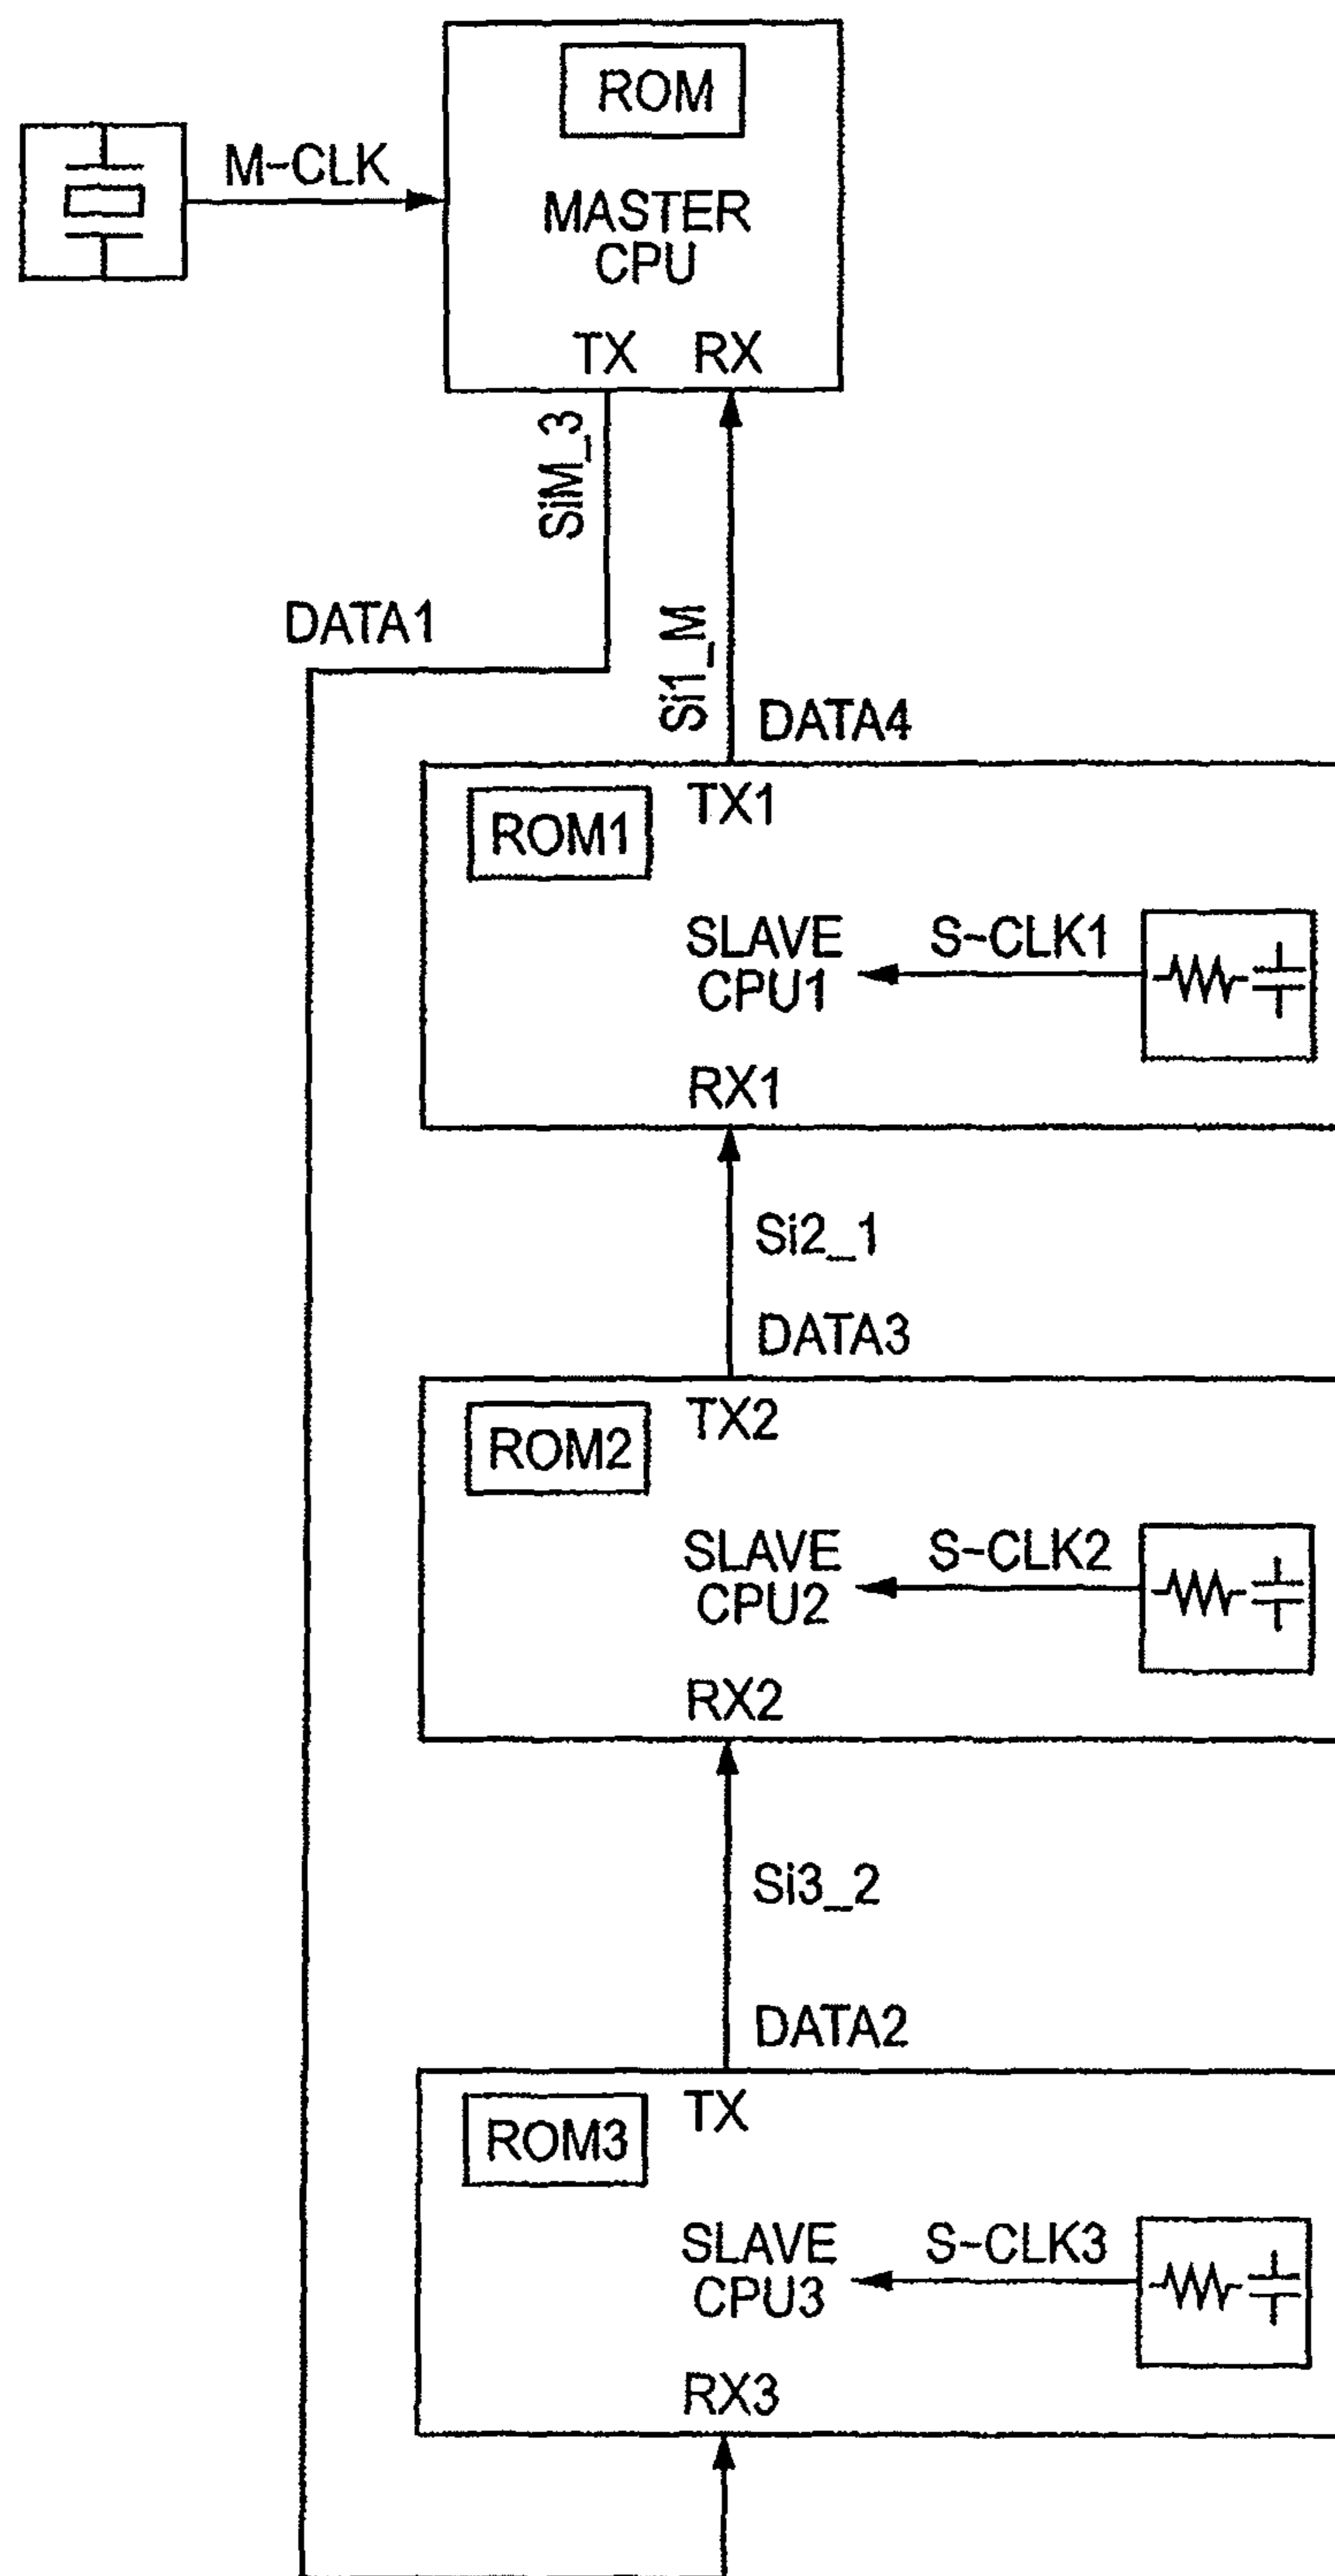 ROM
M-CLK
MASTER
CPU
TX RX
SiM_3
DATA1
Si1_M
DATA4
ROM1
TX1
SLAVE
CPU1
S-CLK1
RX1
Si2_1
DATA3
ROM2
TX2
SLAVE
CPU2
S-CLK2
RX2
Si3_2
DATA2
ROM3
TX
SLAVE
CPU3
S-CLK3
RX3